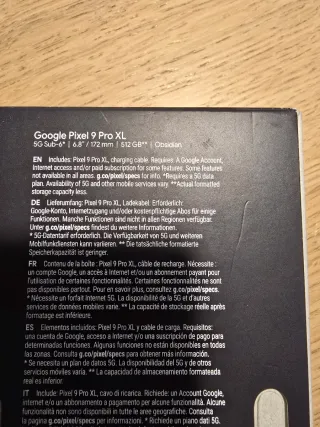 Google Pixel 9 Pro XL
5G Sub-6* | 6.8" / 172 mm | 512 GB** | Obsidian
EN Includes: Pixel 9 Pro XL, charging cable. Requires: A Google Account,
Internet access and/or paid subscription for some features. Some features
not available in all areas. g.co/pixel/specs for info. *Requires a 5G data
plan. Availability of 5G and other mobile services vary. **Actual formatted
storage capacity less.
DE Lieferumfang: Pixel 9 Pro XL, Ladekabel. Erforderlich:
Google-Konto, Internetzugang und/oder kostenpflichtige Abos für einige
Funktionen. Manche Funktionen sind nicht in allen Regionen verfügbar.
Unter g.co/pixel/specs findest du weitere Informationen.
* 5G-Datentarif erforderlich. Die Verfügbarkeit von 5G und weiteren
Mobilfunkdiensten kann variieren. ** Die tatsächliche formatierte
Speicherkapazität ist geringer.
FR Contenu de la boîte : Pixel 9 Pro XL, câble de recharge. Nécessite :
un compte Google, un accès à Internet et/ou un abonnement payant pour
l'utilisation de certaines fonctionnalités. Certaines fonctionnalités ne sont
pas disponibles partout. Pour en savoir plus, consultez g.co/pixel/specs.
* Nécessite un forfait Internet 5G. La disponibilité de la 5G et d'autres
services de données mobiles varie. ** La capacité de stockage réelle après
formatage est inférieure.
ES Elementos incluidos: Pixel 9 Pro XL y cable de carga. Requisitos:
una cuenta de Google, acceso a Internet y/o una suscripción de pago para
determinadas funciones. Algunas funciones no están disponibles en todas
las zonas. Consulta g.co/pixel/specs para obtener más información.
* Se necesita un plan de datos 5G. La disponibilidad del 5G y de otros
servicios móviles varía. ** La capacidad de almacenamiento formateada
real es inferior.
IT Include: Pixel 9 Pro XL, cavo di ricarica. Richiede: un Account Google,
Internet e/o un abbonamento a pagamento per alcune funzionalità. Alcune
funzionalità non sono disponibili in tutte le aree geografiche. Consulta
la pagina g.co/pixel/specs per informazioni. * Richiede un piano dati 5G.